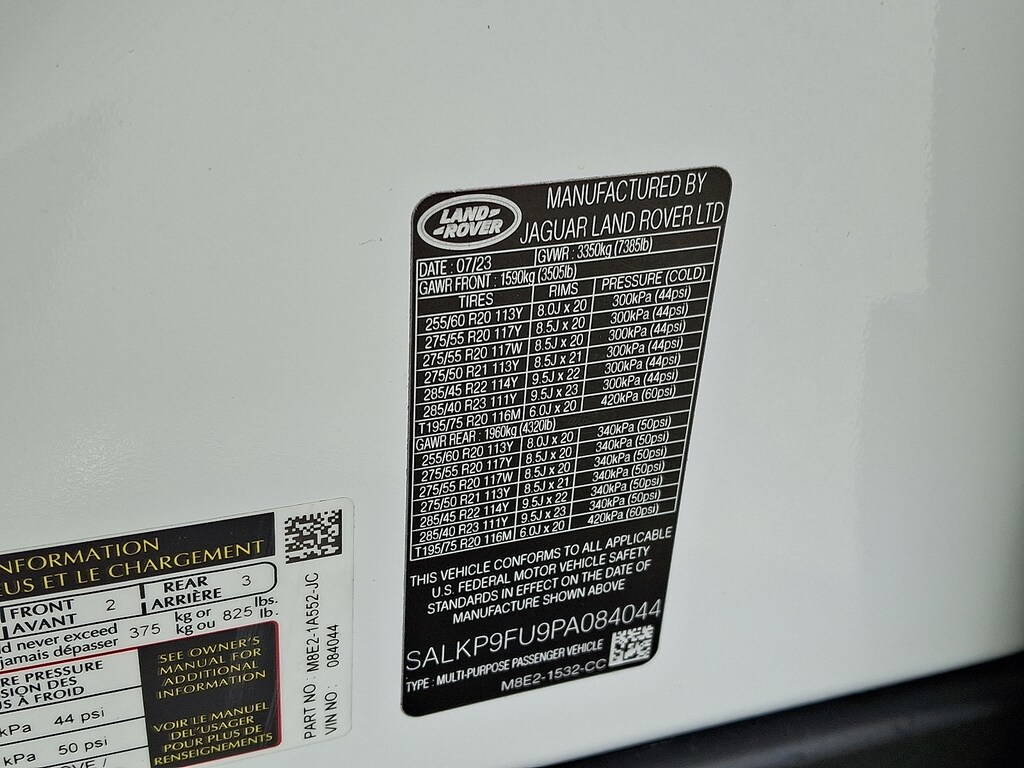 LAND-
-ROVER
MANUFACTURED BY
JAGUAR LAND ROVER LTD
DATE : 07/23 GVWR : 3350kg (7385lb)
GAWR FRONT : 1590kg (3505lb)
TIRES RIMS PRESSURE (COLD)
255/60 R20 113Y 8.0J x 20 300kPa (44psi)
275/55 R20 117Y 8.5J x 20 300kPa (44psi)
275/55 R20 117W 8.5J x 20 300kPa (44psi)
275/50 R21 113Y 8.5J x 21 300kPa (44psi)
285/45 R22 114Y 9.5J x 22 300kPa (44psi)
285/40 R23 111Y 9.5J x 23 300kPa (44psi)
T195/75 R20 116M 6.0J x 20 420kPa (60psi)
GAWR REAR : 1960kg (4320lb)
255/60 R20 113Y 8.0J x 20 340kPa (50psi)
275/55 R20 117Y 8.5J x 20 340kPa (50psi)
275/55 R20 117W 8.5J x 20 340kPa (50psi)
275/50 R21 113Y 8.5J x 21 340kPa (50psi)
285/45 R22 114Y 9.5J x 22 340kPa (50psi)
285/40 R23 111Y 9.5J x 23 340kPa (50psi)
T195/75 R20 116M 6.0J x 20 420kPa (60psi)
THIS VEHICLE CONFORMS TO ALL APPLICABLE
U.S. FEDERAL MOTOR VEHICLE SAFETY
STANDARDS IN EFFECT ON THE DATE OF
MANUFACTURE SHOWN ABOVE
SALKP9FU9PA084044
TYPE : MULTI-PURPOSE PASSENGER VEHICLE
M8E2-1532-CC
NFORMATION
EUS ET LE CHARGEMENT
FRONT 2 REAR 3
AVANT ARRIÈRE
ld never exceed 375 kg or 825 lbs.
jamais dépasser kg ou lb.
RE PRESSURE
SION DES
S À FROID
kPa 44 psi
kPa 50 psi
SEE OWNER'S
MANUAL FOR
ADDITIONAL
INFORMATION
VOIR LE MANUEL
DEL'USAGER
POUR PLUS DE
RENSEIGNEMENTS
PART NO : M8E2-1A552-JC
VIN NO : 084044